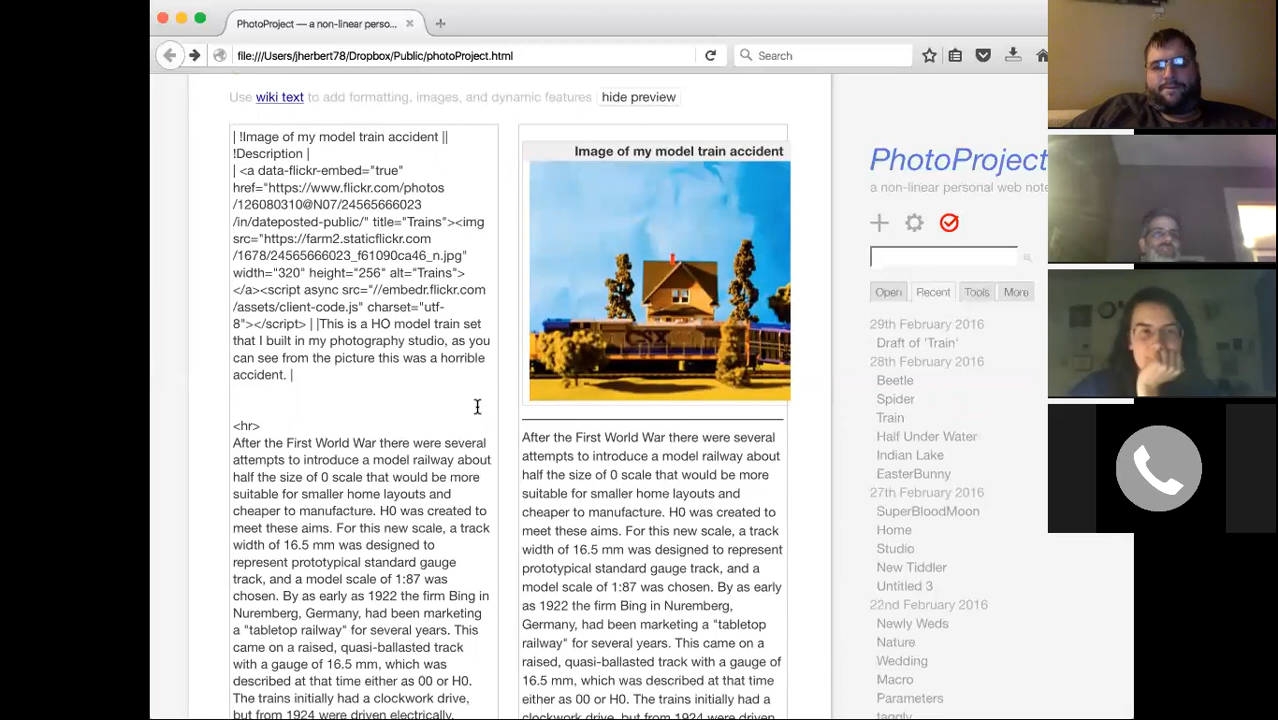 PhotoProject — a non-linear perso...
file:///Users/jherbert78/Dropbox/Public/photoProject.html
Search
Use wiki text to add formatting, images, and dynamic features hide preview
| !Image of my model train accident ||
!Description |
| <a data-flickr-embed="true"
href="https://www.flickr.com/photos
/126080310@N07/24565666023
/in/dateposted-public/" title="Trains"><img
src="https://farm2.staticflickr.com
/1678/24565666023_f61090ca46_n.jpg"
width="320" height="256" alt="Trains">
</a><script async src="//embedr.flickr.com
/assets/client-code.js" charset="utf-
8"></script> | |This is a HO model train set
that I built in my photography studio, as you
can see from the picture this was a horrible
accident. |
<hr>
After the First World War there were several
attempts to introduce a model railway about
half the size of 0 scale that would be more
suitable for smaller home layouts and
cheaper to manufacture. H0 was created to
meet these aims. For this new scale, a track
width of 16.5 mm was designed to
represent prototypical standard gauge
track, and a model scale of 1:87 was
chosen. By as early as 1922 the firm Bing in
Nuremberg, Germany, had been marketing
a "tabletop railway" for several years. This
came on a raised, quasi-ballasted track
with a gauge of 16.5 mm, which was
described at that time either as 00 or H0.
The trains initially had a clockwork drive,
but from 1924 were driven electrically.
Image of my model train accident
CSX
After the First World War there were several
attempts to introduce a model railway about
half the size of 0 scale that would be more
suitable for smaller home layouts and
cheaper to manufacture. H0 was created to
meet these aims. For this new scale, a track
width of 16.5 mm was designed to represent
prototypical standard gauge track, and a
model scale of 1:87 was chosen. By as early
as 1922 the firm Bing in Nuremberg,
Germany, had been marketing a "tabletop
railway" for several years. This came on a
raised, quasi-ballasted track with a gauge of
16.5 mm, which was described at that time
either as 00 or H0. The trains initially had a
clockwork drive, but from 1924 were driven
PhotoProject
a non-linear personal web note
Open Recent Tools More
29th February 2016
Draft of 'Train'
28th February 2016
Beetle
Spider
Train
Half Under Water
Indian Lake
EasterBunny
27th February 2016
SuperBloodMoon
Home
Studio
New Tiddler
Untitled 3
22nd February 2016
Newly Weds
Nature
Wedding
Macro
Parameters
taggly